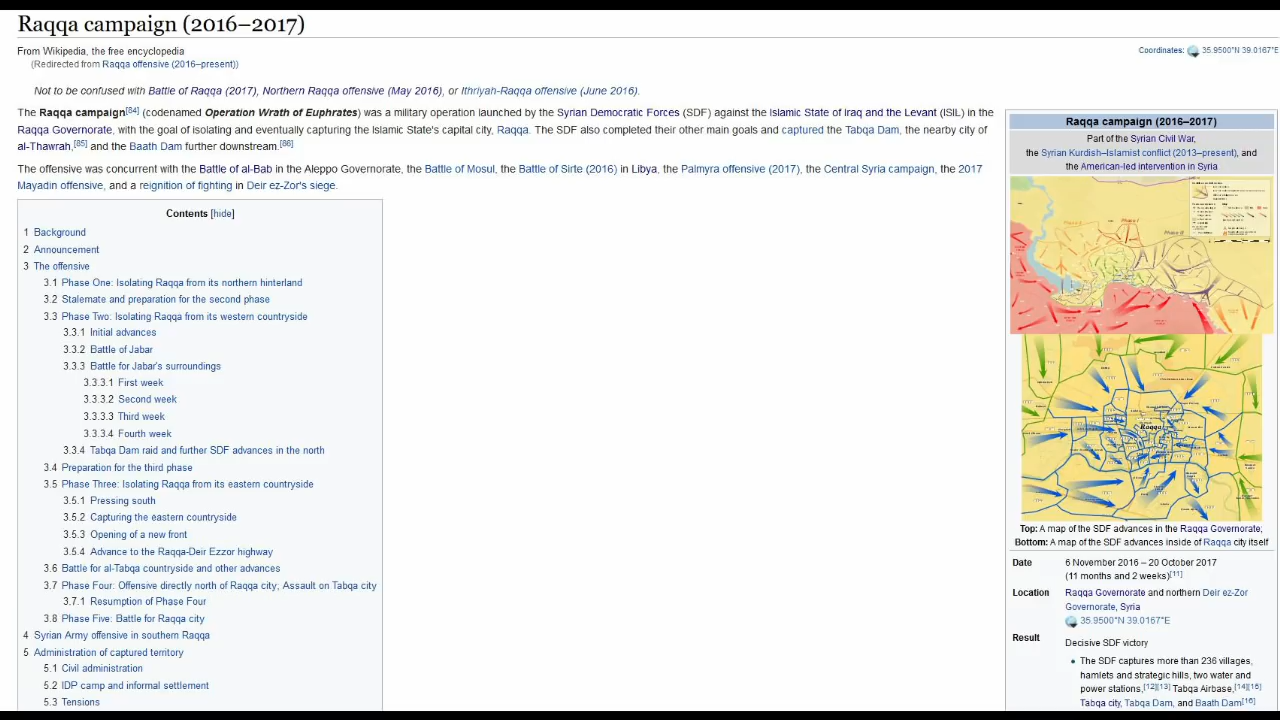 Raqqa campaign (2016–2017)
From Wikipedia, the free encyclopedia
(Redirected from Raqqa offensive (2016–present))
Coordinates: 35.9500°N 39.0167°E
Not to be confused with Battle of Raqqa (2017), Northern Raqqa offensive (May 2016), or Ithriyah-Raqqa offensive (June 2016).
The Raqqa campaign[84] (codenamed Operation Wrath of Euphrates) was a military operation launched by the Syrian Democratic Forces (SDF) against the Islamic State of Iraq and the Levant (ISIL) in the
Raqqa Governorate, with the goal of isolating and eventually capturing the Islamic State's capital city, Raqqa. The SDF also completed their other main goals and captured the Tabqa Dam, the nearby city of
al-Thawrah,[85] and the Baath Dam further downstream.[86]
The offensive was concurrent with the Battle of al-Bab in the Aleppo Governorate, the Battle of Mosul, the Battle of Sirte (2016) in Libya, the Palmyra offensive (2017), the Central Syria campaign, the 2017
Mayadin offensive, and a reignition of fighting in Deir ez-Zor's siege.
Contents [hide]
1 Background
2 Announcement
3 The offensive
3.1 Phase One: Isolating Raqqa from its northern hinterland
3.2 Stalemate and preparation for the second phase
3.3 Phase Two: Isolating Raqqa from its western countryside
3.3.1 Initial advances
3.3.2 Battle of Jabar
3.3.3 Battle for Jabar's surroundings
3.3.3.1 First week
3.3.3.2 Second week
3.3.3.3 Third week
3.3.3.4 Fourth week
3.3.4 Tabqa Dam raid and further SDF advances in the north
3.4 Preparation for the third phase
3.5 Phase Three: Isolating Raqqa from its eastern countryside
3.5.1 Pressing south
3.5.2 Capturing the eastern countryside
3.5.3 Opening of a new front
3.5.4 Advance to the Raqqa-Deir Ezzor highway
3.6 Battle for al-Tabqa countryside and other advances
3.7 Phase Four: Offensive directly north of Raqqa city; Assault on Tabqa city
3.7.1 Resumption of Phase Four
3.8 Phase Five: Battle for Raqqa city
4 Syrian Army offensive in southern Raqqa
5 Administration of captured territory
5.1 Civil administration
5.2 IDP camp and informal settlement
5.3 Tensions
Raqqa campaign (2016–2017)
Part of the Syrian Civil War,
the Syrian Kurdish–Islamist conflict (2013–present), and
the American-led intervention in Syria
Phase I
Raqqa
Top: A map of the SDF advances in the Raqqa Governorate;
Bottom: A map of the SDF advances inside of Raqqa city itself
Date 6 November 2016 – 20 October 2017
(11 months and 2 weeks)[11]
Location Raqqa Governorate and northern Deir ez-Zor
Governorate, Syria
35.9500°N 39.0167°E
Result Decisive SDF victory
• The SDF captures more than 236 villages,
hamlets and strategic hills, two water and
power stations,[12][13] Tabqa Airbase,[14][15]
Tabqa city, Tabqa Dam, and Baath Dam[16]